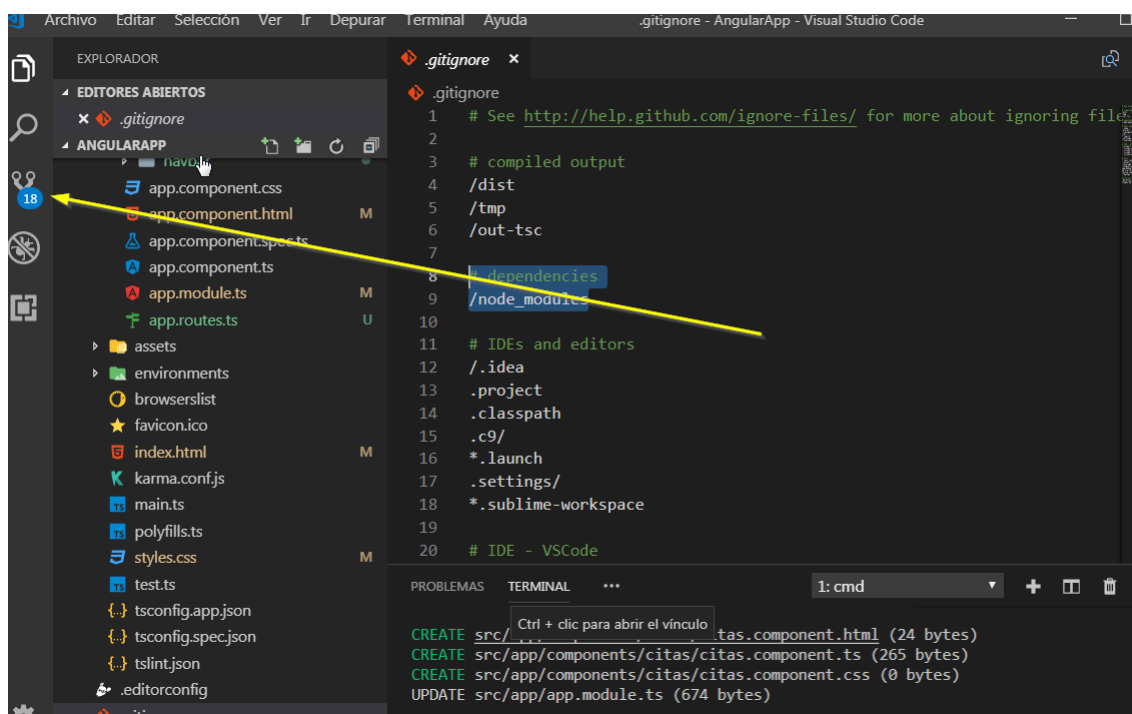 Archivo Editar Selección Ver Ir Depurar Terminal Ayuda .gitignore - AngularApp - Visual Studio Code
EXPLORADOR
EDITORES ABIERTOS
.gitignore
ANGULARAPP
app.component.css
app.component.html M
app.component.spec.ts
app.component.ts
app.module.ts M
app.routes.ts U
assets
environments
browserslist
favicon.ico
index.html M
karma.conf.js
main.ts
polyfills.ts
styles.css M
test.ts
tsconfig.app.json
tsconfig.spec.json
tslint.json
.editorconfig
18
.gitignore
.gitignore
1 # See http://help.github.com/ignore-files/ for more about ignoring file
2
3 # compiled output
4 /dist
5 /tmp
6 /out-tsc
7
8 # dependencies
9 /node_modules
10
11 # IDEs and editors
12 /.idea
13 .project
14 .classpath
15 .c9/
16 *.launch
17 .settings/
18 *.sublime-workspace
19
20 # IDE - VSCode
PROBLEMAS TERMINAL ••• 1: cmd
Ctrl + clic para abrir el vínculo
CREATE src/ citas.component.html (24 bytes)
CREATE src/app/components/citas/citas.component.ts (265 bytes)
CREATE src/app/components/citas/citas.component.css (0 bytes)
UPDATE src/app/app.module.ts (674 bytes)